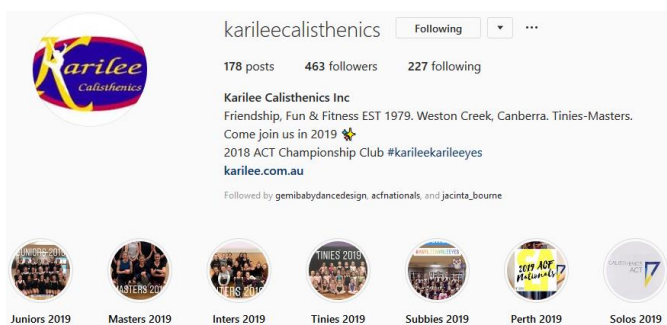 Karilee
Calisthenics
karileecalisthenics Following
178 posts 463 followers 227 following
Karilee Calisthenics Inc
Friendship, Fun & Fitness EST 1979. Weston Creek, Canberra. Tinies-Masters.
Come join us in 2019 ✨
2018 ACT Championship Club #karileekarileeyes
karilee.com.au
Followed by gemibabydancedesign, acfnationals, and jacinta_bourne
JUNIORS 2019
MASTERS 201
TERS 2019
TINIES 2019
2019 ACF
Nationals
CALISTHENICS
ACT
Juniors 2019 Masters 2019 Inters 2019 Tinies 2019 Subbies 2019 Perth 2019 Solos 2019